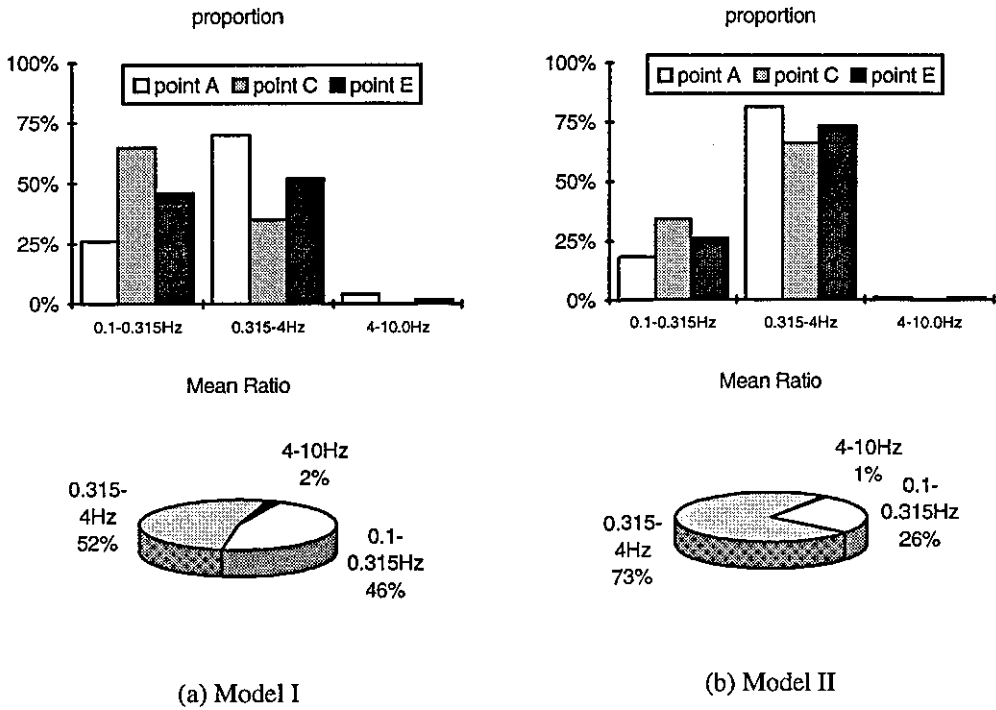 proportion
100%
75%
50%
25%
0%
point A point C point E
0.1-0.315Hz 0.315-4Hz 4-10.0Hz
Mean Ratio
4-10Hz
2%
0.315-
4Hz
52%
0.1-
0.315Hz
46%
(a) Model I
proportion
100%
75%
50%
25%
0%
point A point C point E
0.1-0.315Hz 0.315-4Hz 4-10.0Hz
Mean Ratio
4-10Hz
1%
0.1-
0.315Hz
26%
0.315-
4Hz
73%
(b) Model II